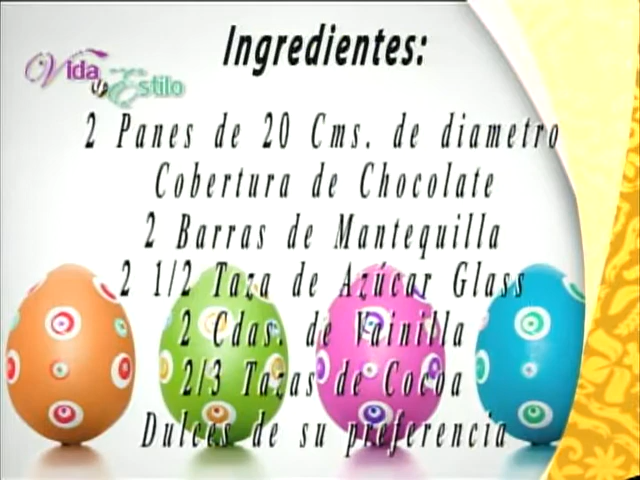 Ingredientes:
Vida y Estilo
2 Panes de 20 Cms. de diametro
Cobertura de Chocolate
2 Barras de Mantequilla
2 1/2 Taza de Azúcar Glass
2 Cdas. de Vainilla
2/3 Tazas de Cocoa
Dulces de su preferencia